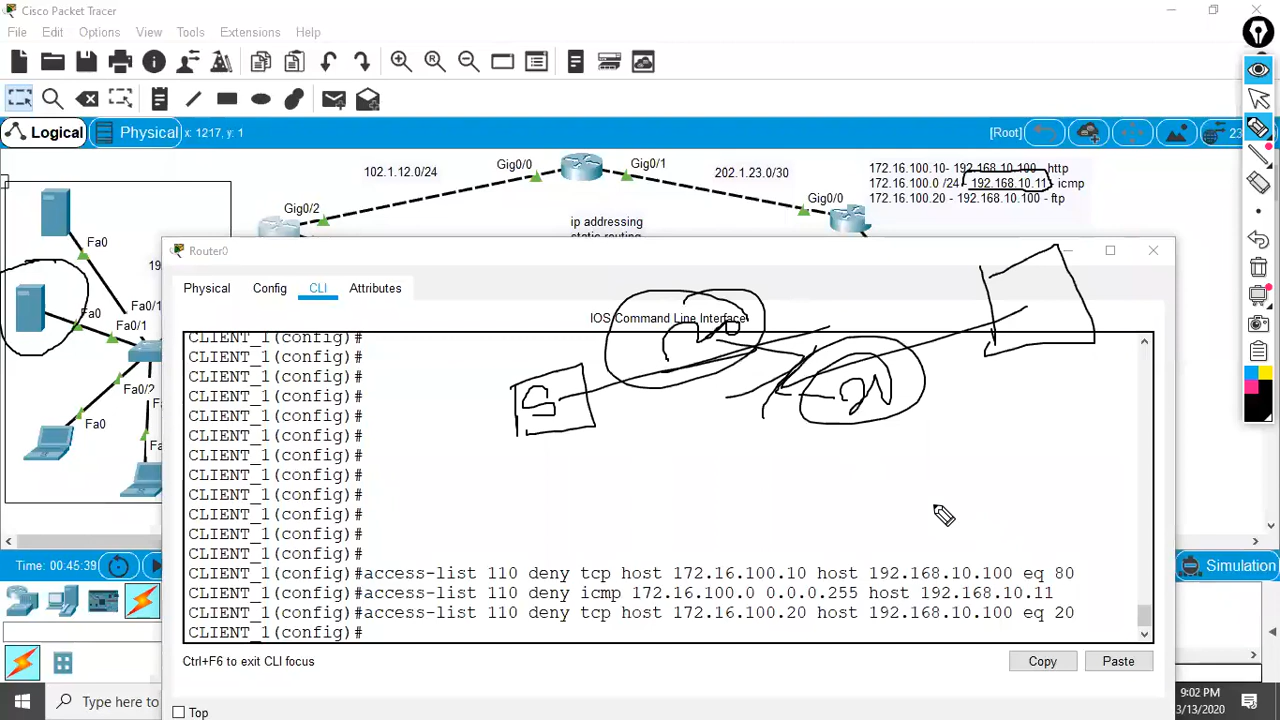 Cisco Packet Tracer
File Edit Options View Tools Extensions Help
Logical Physical x: 1217, y: 1 [Root] 23
102.1.12.0/24 Gig0/0 Gig0/1 202.1.23.0/30
172.16.100.10- 192.168.10.100 - http
172.16.100.0 /24 - 192.168.10.11 - icmp
172.16.100.20 - 192.168.10.100 - ftp
Gig0/2
Gig0/0
ip addressing
static routing
Fa0
19
Fa0/1
Fa0
Fa0/1
Fa0/2
Fa0
Fa0
Router0
Physical Config CLI Attributes
IOS Command Line Interface
CLIENT_1(config)#
CLIENT_1(config)#
CLIENT_1(config)#
CLIENT_1(config)#
CLIENT_1(config)#
CLIENT_1(config)#
CLIENT_1(config)#
CLIENT_1(config)#
CLIENT_1(config)#
CLIENT_1(config)#
CLIENT_1(config)#
CLIENT_1(config)#
CLIENT_1(config)#access-list 110 deny tcp host 172.16.100.10 host 192.168.10.100 eq 80
CLIENT_1(config)#access-list 110 deny icmp 172.16.100.0 0.0.0.255 host 192.168.10.11
CLIENT_1(config)#access-list 110 deny tcp host 172.16.100.20 host 192.168.10.100 eq 20
CLIENT_1(config)#
S
20
21
Ctrl+F6 to exit CLI focus
Copy Paste
Top
Time: 00:45:39
Simulation
Type here to
9:02 PM
3/13/2020